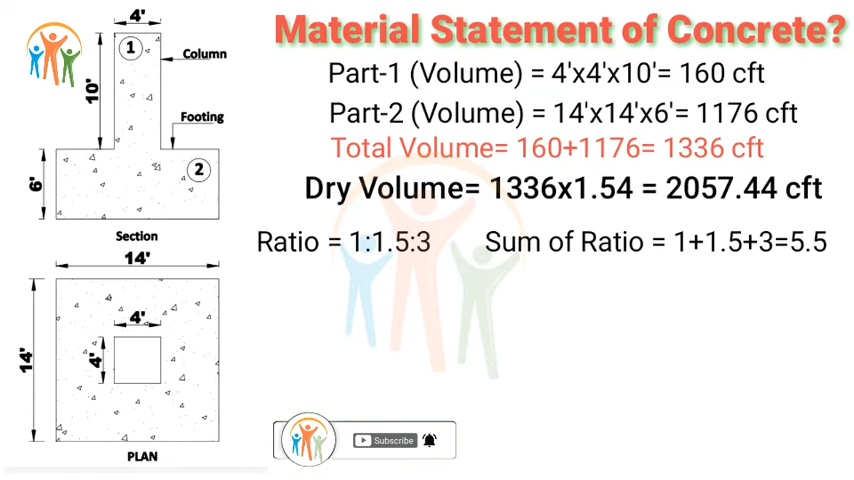 Material Statement of Concrete?
4'
1
Column
10'
Footing
2
6'
Section
14'
4'
4'
14'
PLAN
Part-1 (Volume) = 4'x4'x10'= 160 cft
Part-2 (Volume) = 14'x14'x6'= 1176 cft
Total Volume= 160+1176= 1336 cft
Dry Volume= 1336x1.54 = 2057.44 cft
Ratio = 1:1.5:3 Sum of Ratio = 1+1.5+3=5.5
Subscribe